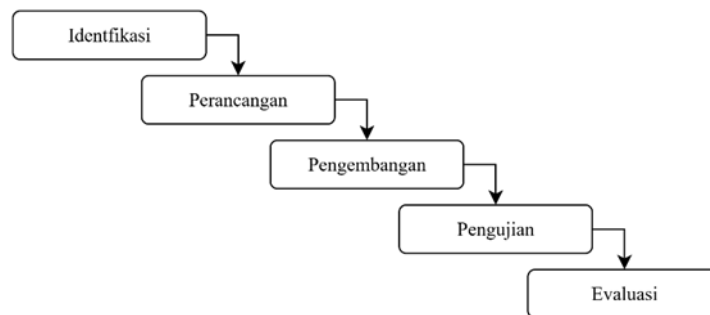 Identfikasi
Perancangan
Pengembangan
Pengujian
Evaluasi